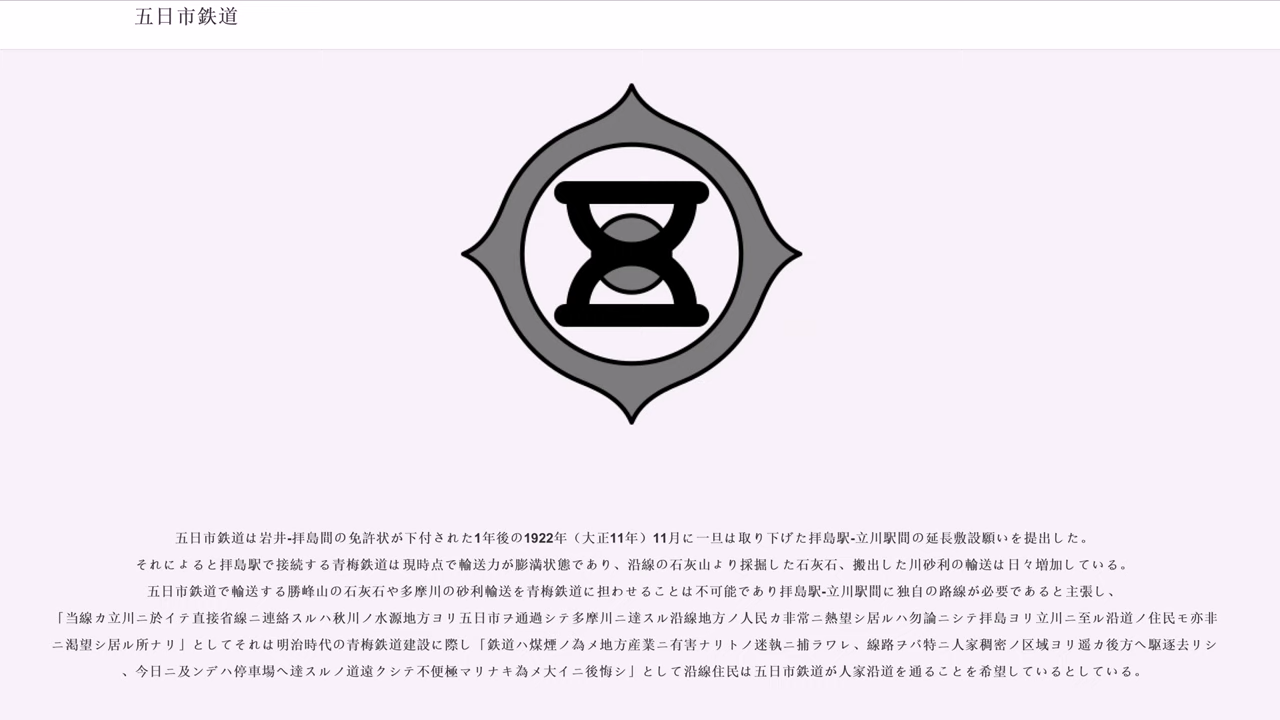 五日市鉄道
五日市鉄道は岩井-拝島間の免許状が下付された1年後の1922年（大正11年）11月に一旦は取り下げた拝島駅-立川駅間の延長敷設願いを提出した。
それによると拝島駅で接続する青梅鉄道は現時点で輸送力が膨満状態であり、沿線の石灰山より採掘した石灰石、搬出した川砂利の輸送は日々増加している。
五日市鉄道で輸送する勝峰山の石灰石や多摩川の砂利輸送を青梅鉄道に担わせることは不可能であり拝島駅-立川駅間に独自の路線が必要であると主張し、
「当線カ立川ニ於イテ直接省線ニ連絡スルハ秋川ノ水源地方ヨリ五日市ヲ通過シテ多摩川ニ達スル沿線地方ノ人民カ非常ニ熱望シ居ルハ勿論ニシテ拝島ヨリ立川ニ至ル沿道ノ住民モ亦非
ニ渇望シ居ル所ナリ」としてそれは明治時代の青梅鉄道建設に際し「鉄道ハ煤煙ノ為メ地方産業ニ有害ナリトノ迷執ニ捕ラワレ、線路ヲバ特ニ人家稠密ノ区域ヨリ遥カ後方ヘ駆逐去リシ
、今日ニ及ンデハ停車場ヘ達スルノ道遠クシテ不便極マリナキ為メ大イニ後悔シ」として沿線住民は五日市鉄道が人家沿道を通ることを希望しているとしている。